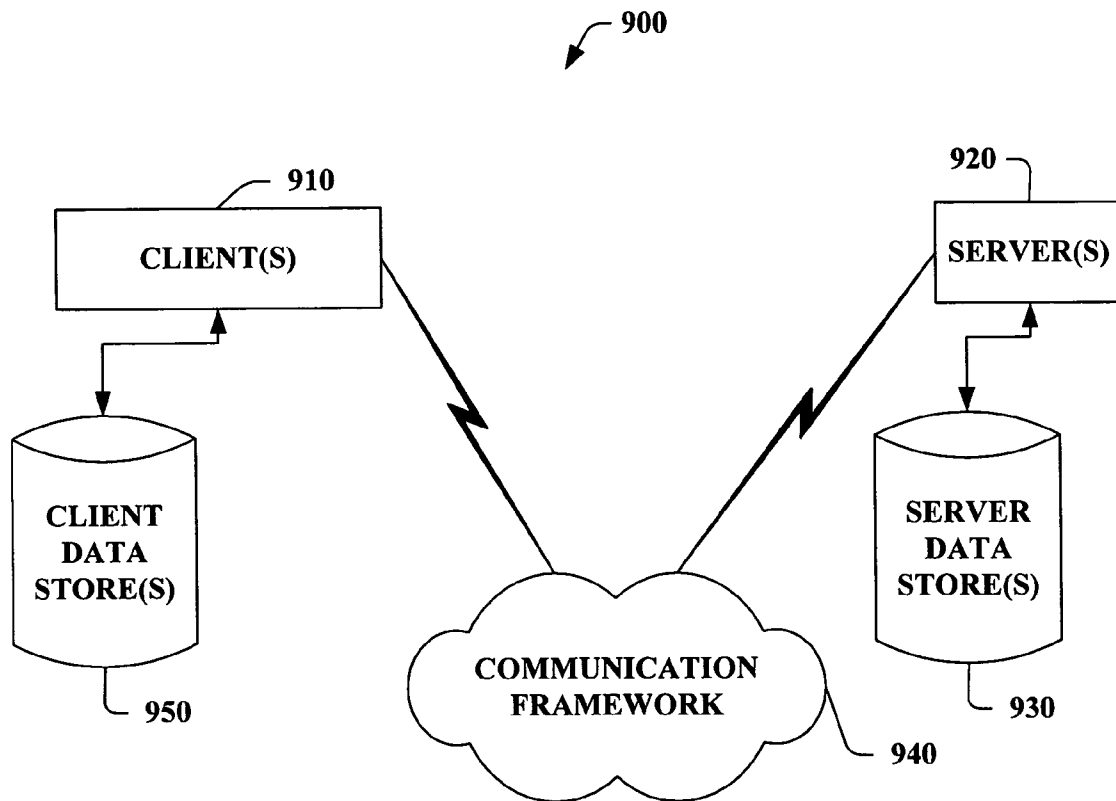 900
910
CLIENT(S)
920
SERVER(S)
CLIENT
DATA
STORE(S)
950
SERVER
DATA
STORE(S)
930
COMMUNICATION
FRAMEWORK
940